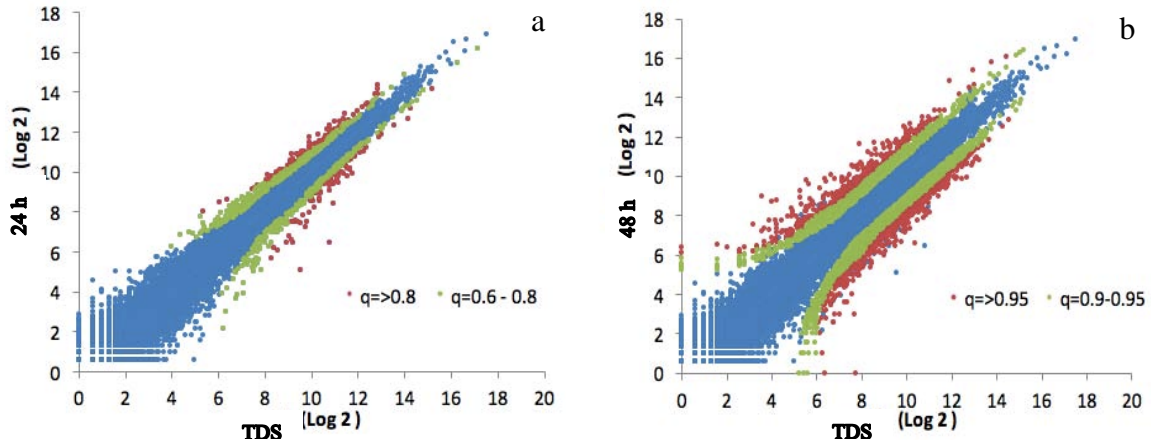 a
18
16
14
12
10
8
6
4
2
0
24 h
(Log 2 )
q=>0.8 q=0.6 - 0.8
0 2 4 6 8 10 12 14 16 18 20
TDS (Log 2 )
b
18
16
14
12
10
8
6
4
2
0
48 h
(Log 2 )
q=>0.95 q=0.9-0.95
0 2 4 6 8 10 12 14 16 18 20
TDS (Log 2 )